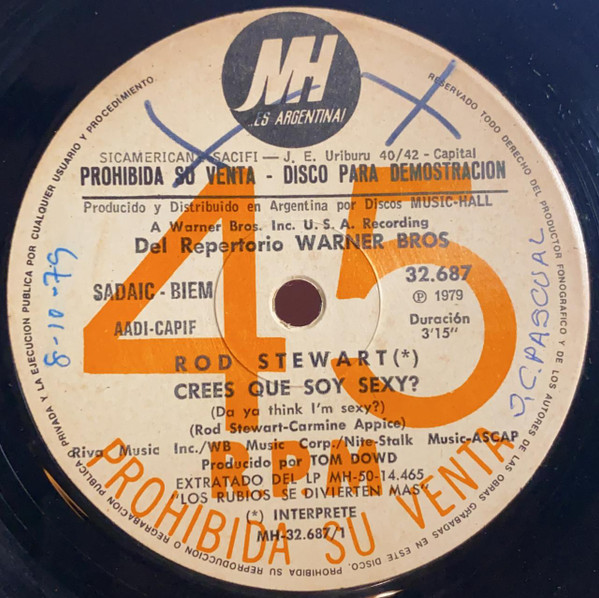 MH
...ES ARGENTINA!
SICAMERICANA SACIFI — J. E. Uriburu 40/42 - Capital
PROHIBIDA SU VENTA - DISCO PARA DEMOSTRACION
Producido y Distribuido en Argentina por Discos MUSIC-HALL
A Warner Bros. Inc. U. S. A. Recording
Del Repertorio WARNER BROS
45
SADAIC - BIEM
AADI-CAPIF
32.687
Ⓟ 1979
Duración
3'15"
ROD STEWART(*)
CREES QUE SOY SEXY?
(Da ya think I'm sexy?)
(Rod Stewart-Carmine Appice)
Riva Music Inc./WB Music Corp./Nite-Stalk Music-ASCAP
Producido por TOM DOWD
EXTRATADO DEL LP MH-50-14.465
"LOS RUBIOS SE DIVIERTEN MAS"
(*) INTERPRETE
MH-32.687/1
R.P.M.
PROHIBIDA SU VENTA
8-10-79
J.C. PASCUAL
RESERVADO TODO DERECHO DEL PRODUCTOR FONOGRAFICO Y DE LOS AUTORES DE LAS OBRAS GRABADAS EN ESTE DISCO. PROHIBIDA SU REPRODUCCION O REGRABACION PUBLICA O PRIVADA Y LA EJECUCION PUBLICA POR CUALQUIER USUARIO Y PROCEDIMIENTO